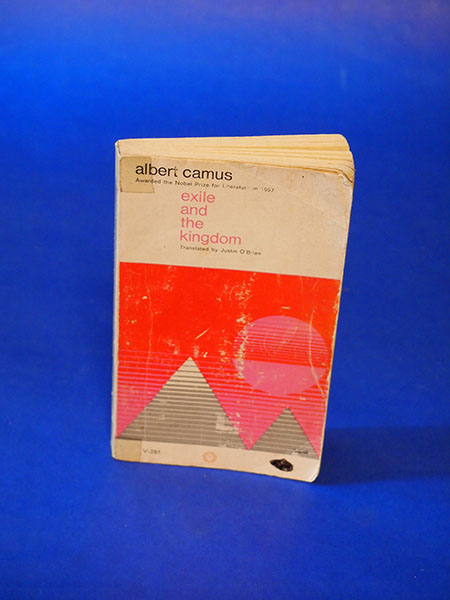 albert camus
Awarded the Nobel Prize for Literature in 1957
exile
and
the
kingdom
Translated by Justin O'Brien
V-281